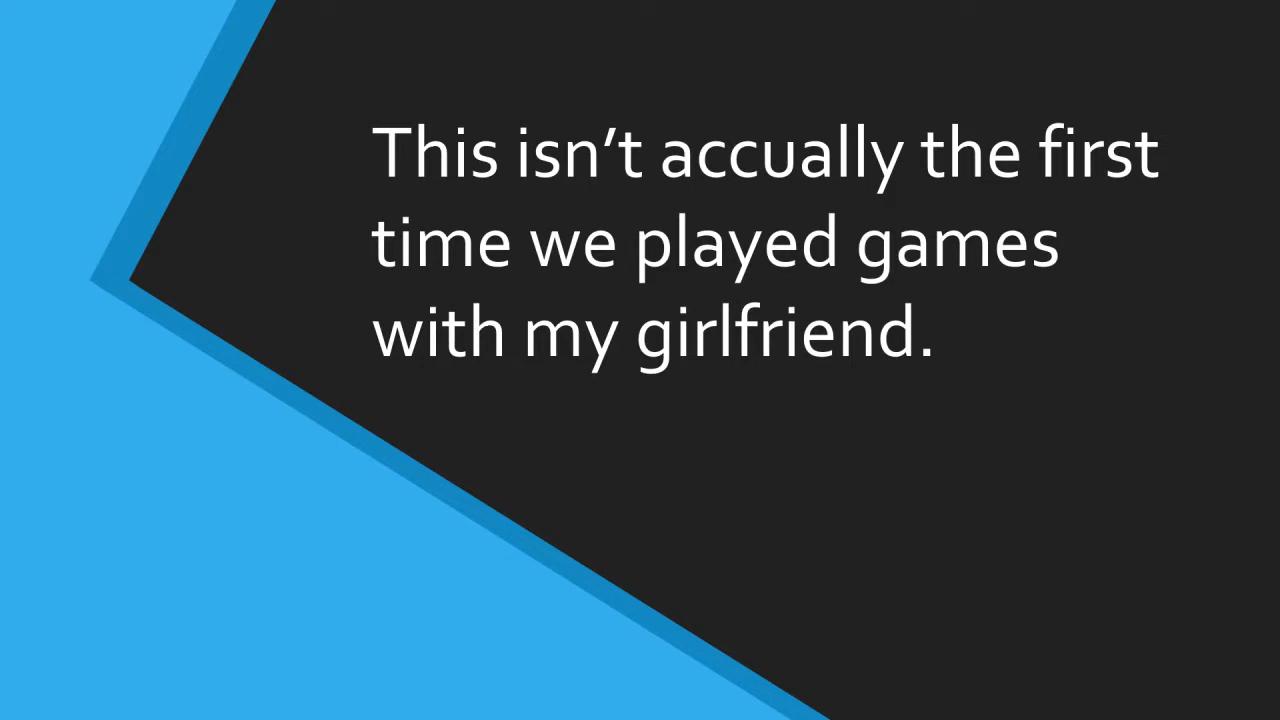 This isn’t accually the first
time we played games
with my girlfriend.